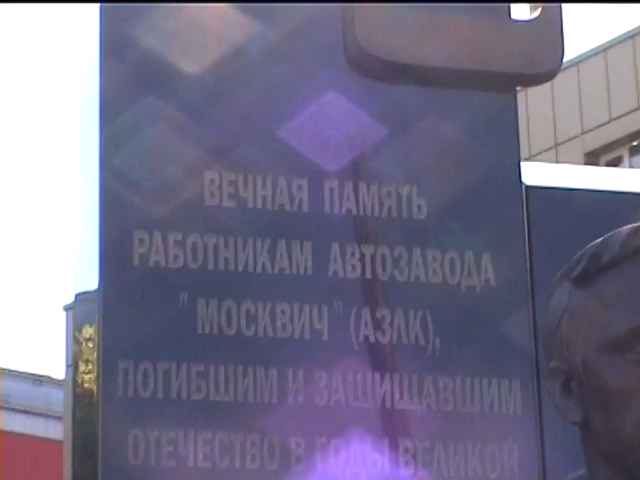 ВЕЧНАЯ ПАМЯТЬ
РАБОТНИКАМ АВТОЗАВОДА
"МОСКВИЧ" (АЗЛК),
ПОГИБШИМ И ЗАЩИЩАВШИМ
ОТЕЧЕСТВО В ГОДЫ ВЕЛИКОЙ